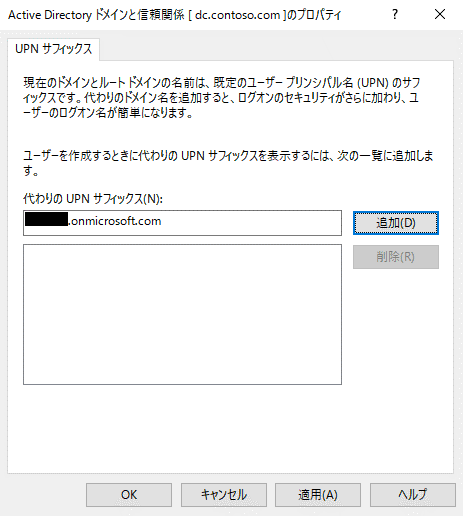 Active Directory ドメインと信頼関係 [ dc.contoso.com ]のプロパティ
UPN サフィックス
現在のドメインとルート ドメインの名前は、既定のユーザー プリンシパル名 (UPN) のサフ
ィックスです。代わりのドメイン名を追加すると、ログオンのセキュリティがさらに加わり、ユ
ーザーのログオン名が簡単になります。
ユーザーを作成するときに代わりの UPN サフィックスを表示するには、次の一覧に追加しま
す。
代わりの UPN サフィックス(N):
.onmicrosoft.com
追加(D)
削除(R)
OK
キャンセル
適用(A)
ヘルプ